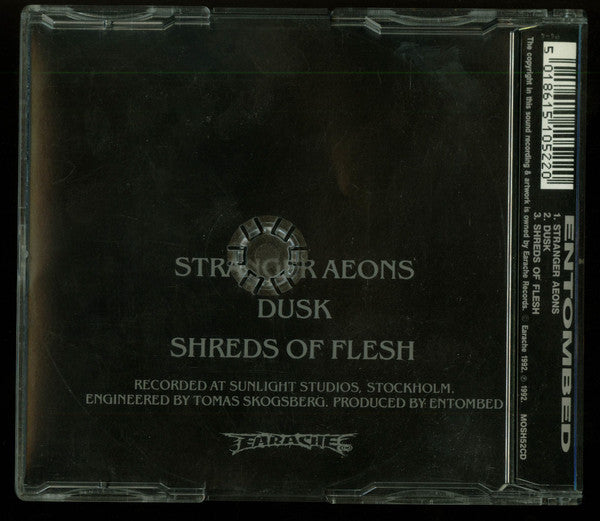 STRANGER AEONS
DUSK
SHREDS OF FLESH
RECORDED AT SUNLIGHT STUDIOS, STOCKHOLM.
ENGINEERED BY TOMAS SKOGSBERG. PRODUCED BY ENTOMBED
EARACHE
5 018615 105220
ENTOMBED
1. STRANGER AEONS
2. DUSK
3. SHREDS OF FLESH
The copyright in this sound recording & artwork is owned by Earache Records. © Earache 1992. ℗ 1992. MOSH52CD